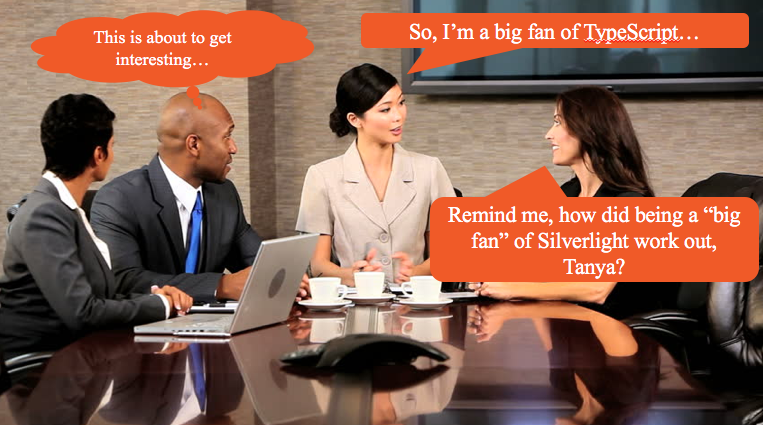 This is about to get
interesting…
So, I’m a big fan of TypeScript…
Remind me, how did being a “big
fan” of Silverlight work out,
Tanya?